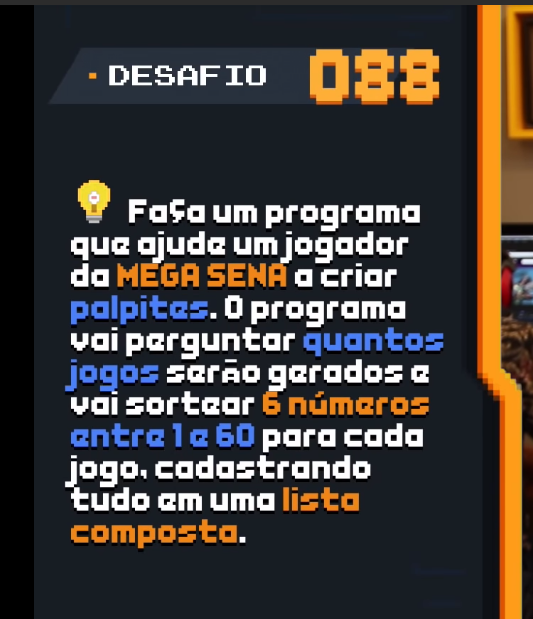 · DESAFIO 088
Faça um programa
que ajude um jogador
da MEGA SENA a criar
palpites. O programa
vai perguntar quantos
jogos serão gerados e
vai sortear 6 números
entre 1 e 60 para cada
jogo, cadastrando
tudo em uma lista
composta.